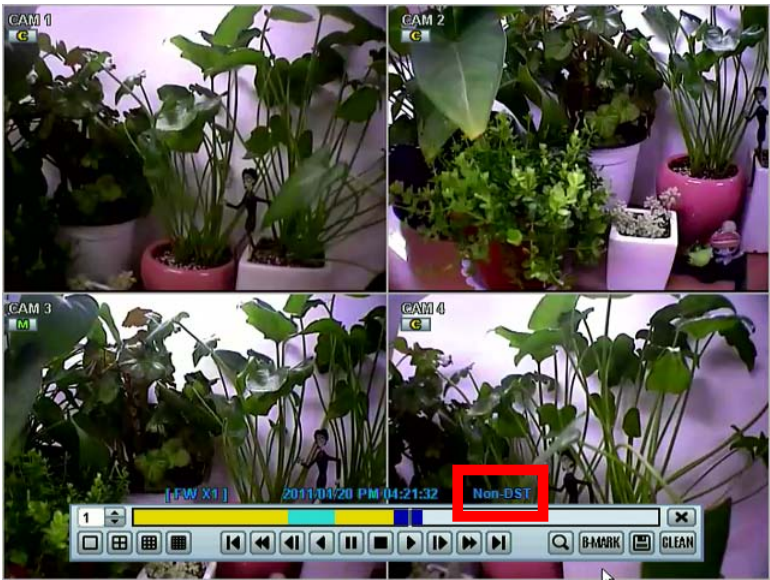 CAM 1
C
CAM 2
C
CAM 3
M
CAM 4
C
[ FW X1 ] 2011/04/20 PM 04:21:32 Non-DST
1
B-MARK CLEAN